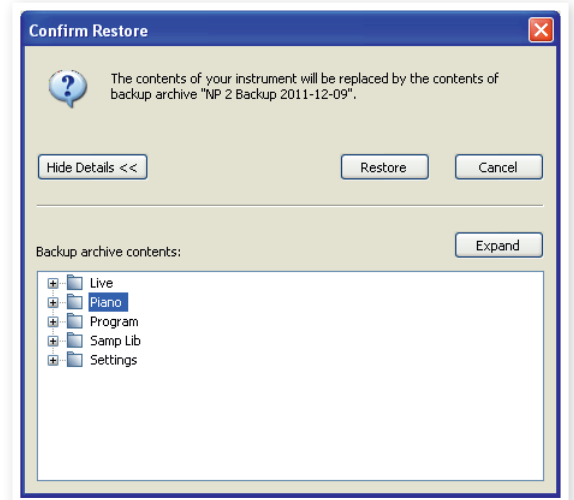 Confirm Restore
The contents of your instrument will be replaced by the contents of
backup archive "NP 2 Backup 2011-12-09".
Hide Details <<
Restore
Cancel
Expand
Backup archive contents:
Live
Piano
Program
Samp Lib
Settings